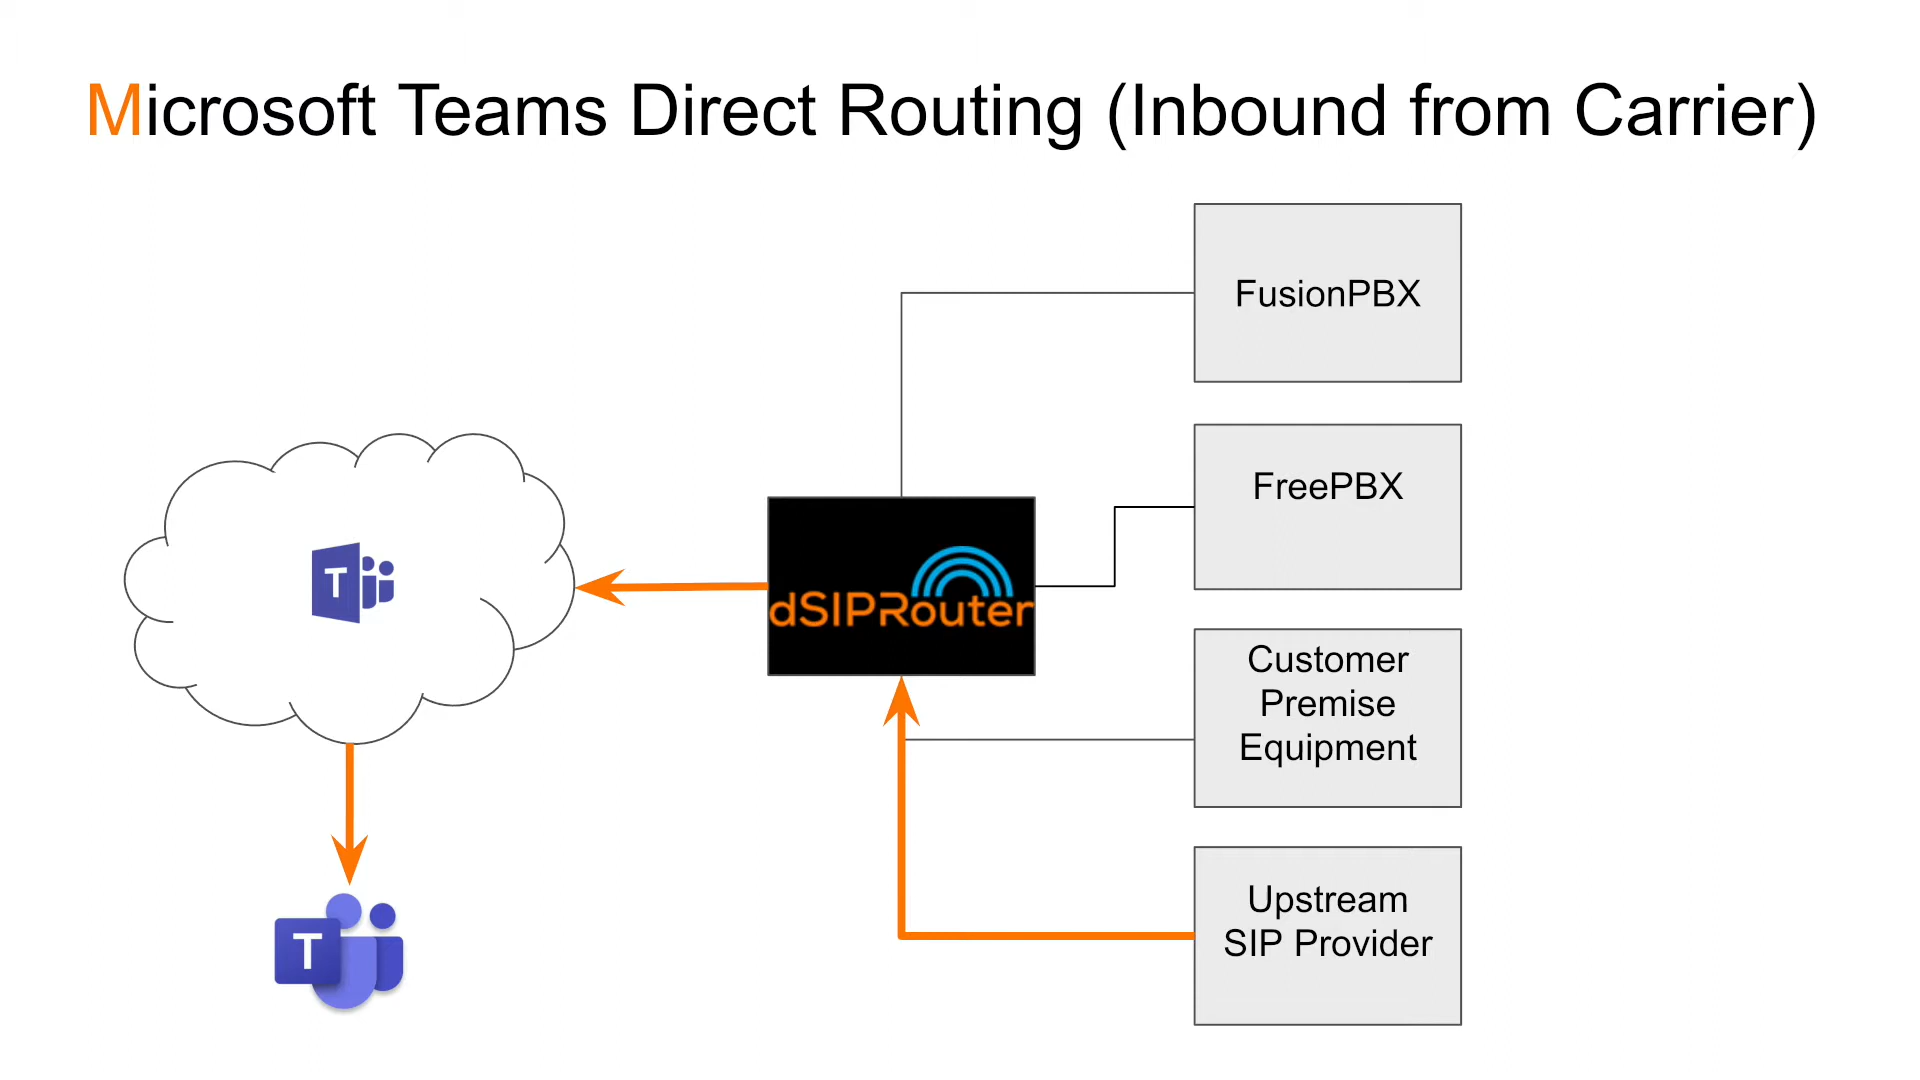 Microsoft Teams Direct Routing (Inbound from Carrier)
FusionPBX
FreePBX
T
dSIPRouter
Customer
Premise
Equipment
Upstream
SIP Provider
T